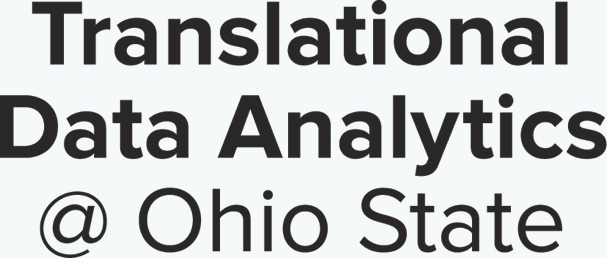 Translational
Data Analytics
@ Ohio State